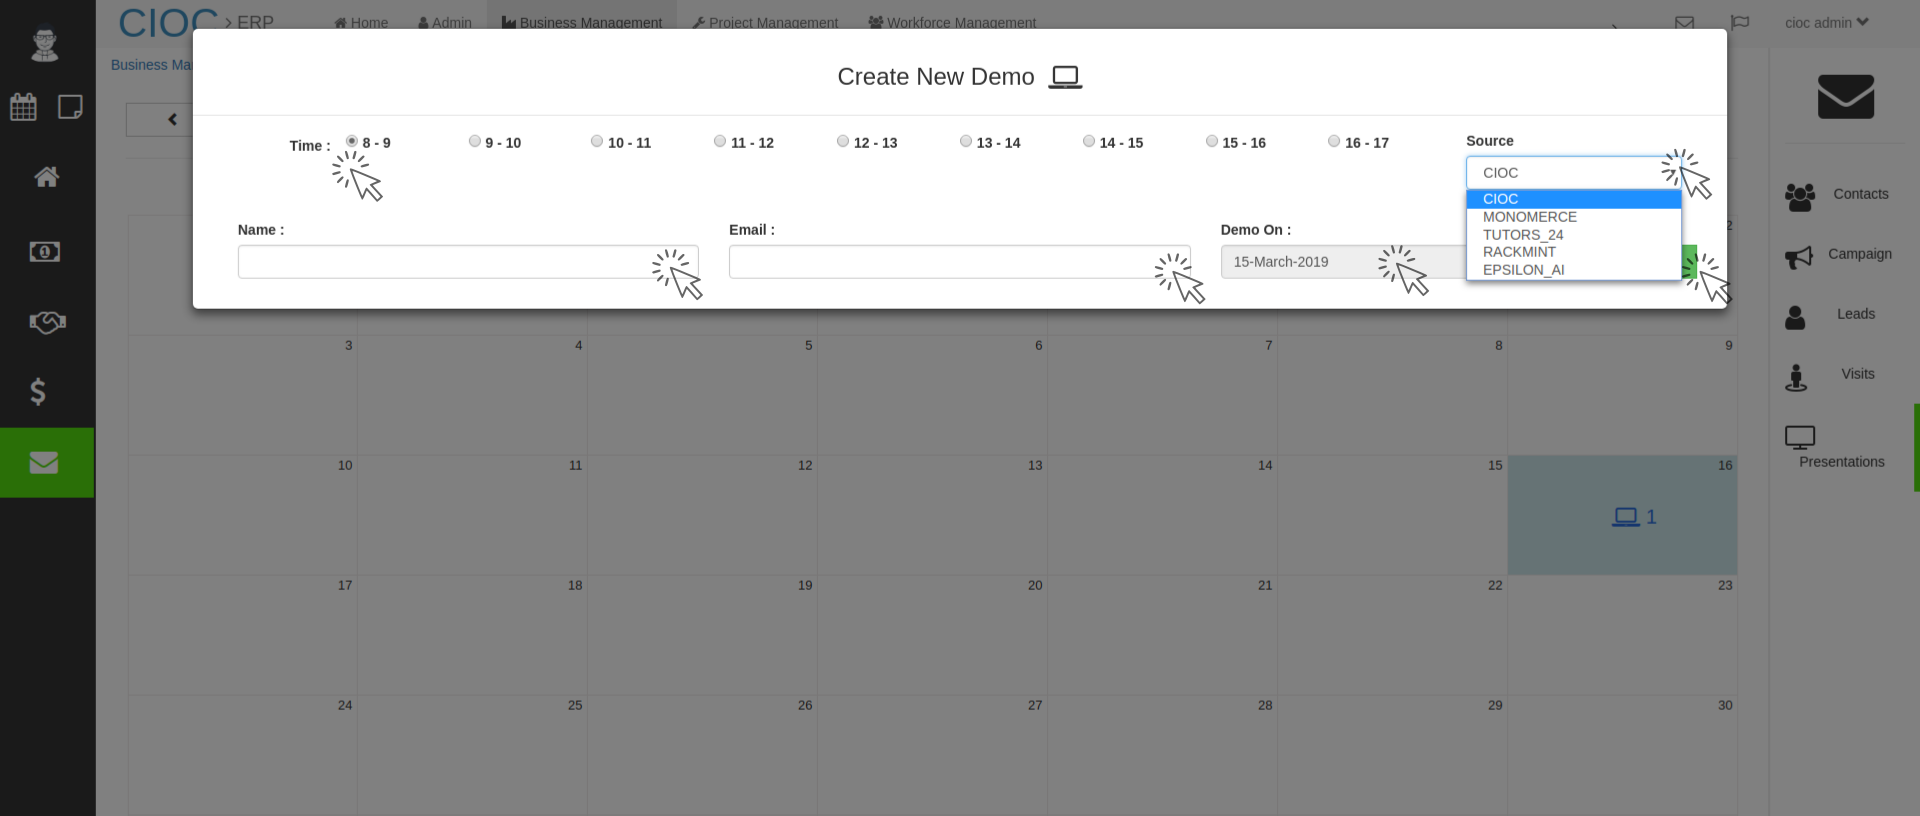 CIOC > ERP
Home
Admin
Business Management
Project Management
Workforce Management
cioc admin
Business Ma
Create New Demo
Time :
8 - 9
9 - 10
10 - 11
11 - 12
12 - 13
13 - 14
14 - 15
15 - 16
16 - 17
Source
CIOC
CIOC
MONOMERCE
TUTORS_24
RACKMINT
EPSILON_AI
Name :
Email :
Demo On :
15-March-2019
2
3 4 5 6 7 8 9
10 11 12 13 14 15 16
1
17 18 19 20 21 22 23
24 25 26 27 28 29 30
Contacts
Campaign
Leads
Visits
Presentations